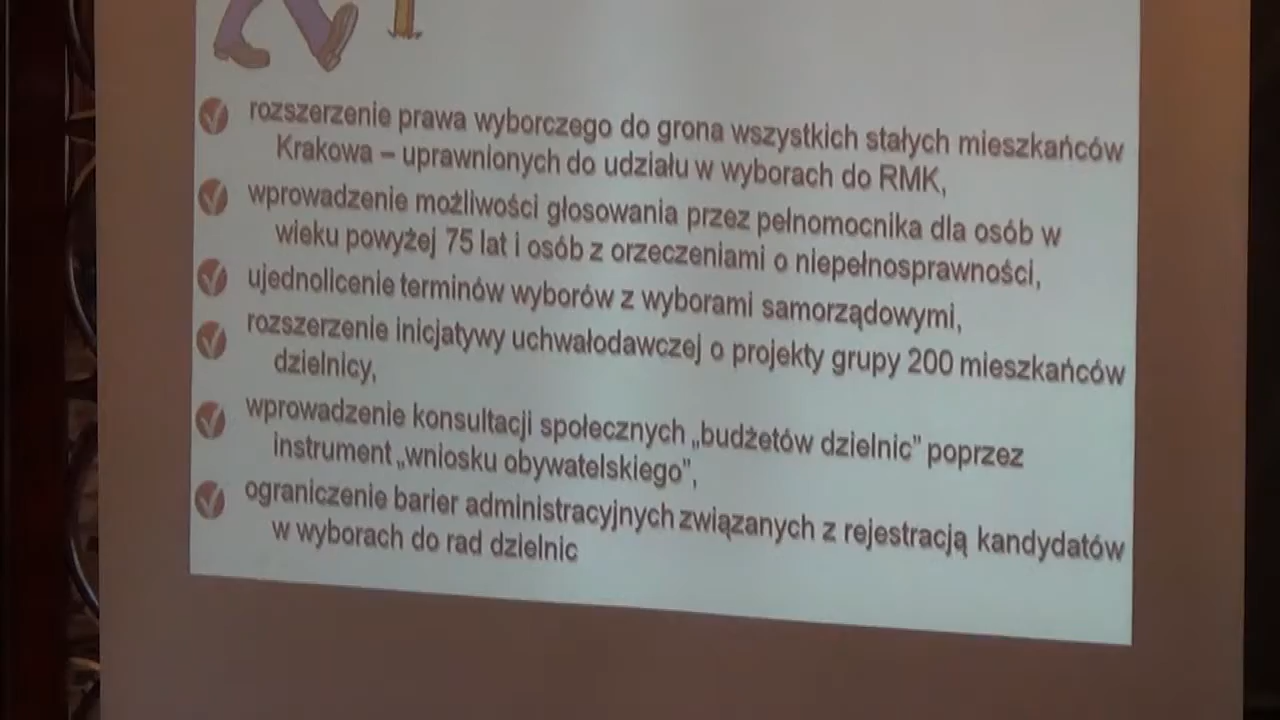 rozszerzenie prawa wyborczego do grona wszystkich stałych mieszkańców
Krakowa – uprawnionych do udziału w wyborach do RMK,
wprowadzenie możliwości głosowania przez pełnomocnika dla osób w
wieku powyżej 75 lat i osób z orzeczeniami o niepełnosprawności,
ujednolicenie terminów wyborów z wyborami samorządowymi,
rozszerzenie inicjatywy uchwałodawczej o projekty grupy 200 mieszkańców
dzielnicy,
wprowadzenie konsultacji społecznych „budżetów dzielnic” poprzez
instrument „wniosku obywatelskiego”,
ograniczenie barier administracyjnych związanych z rejestracją kandydatów
w wyborach do rad dzielnic